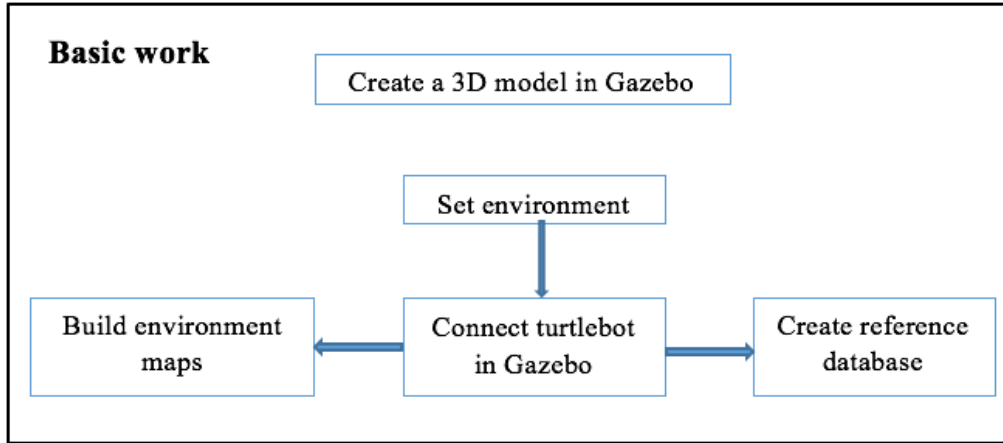 Basic work
Create a 3D model in Gazebo
Set environment
Build environment
maps
Connect turtlebot
in Gazebo
Create reference
database